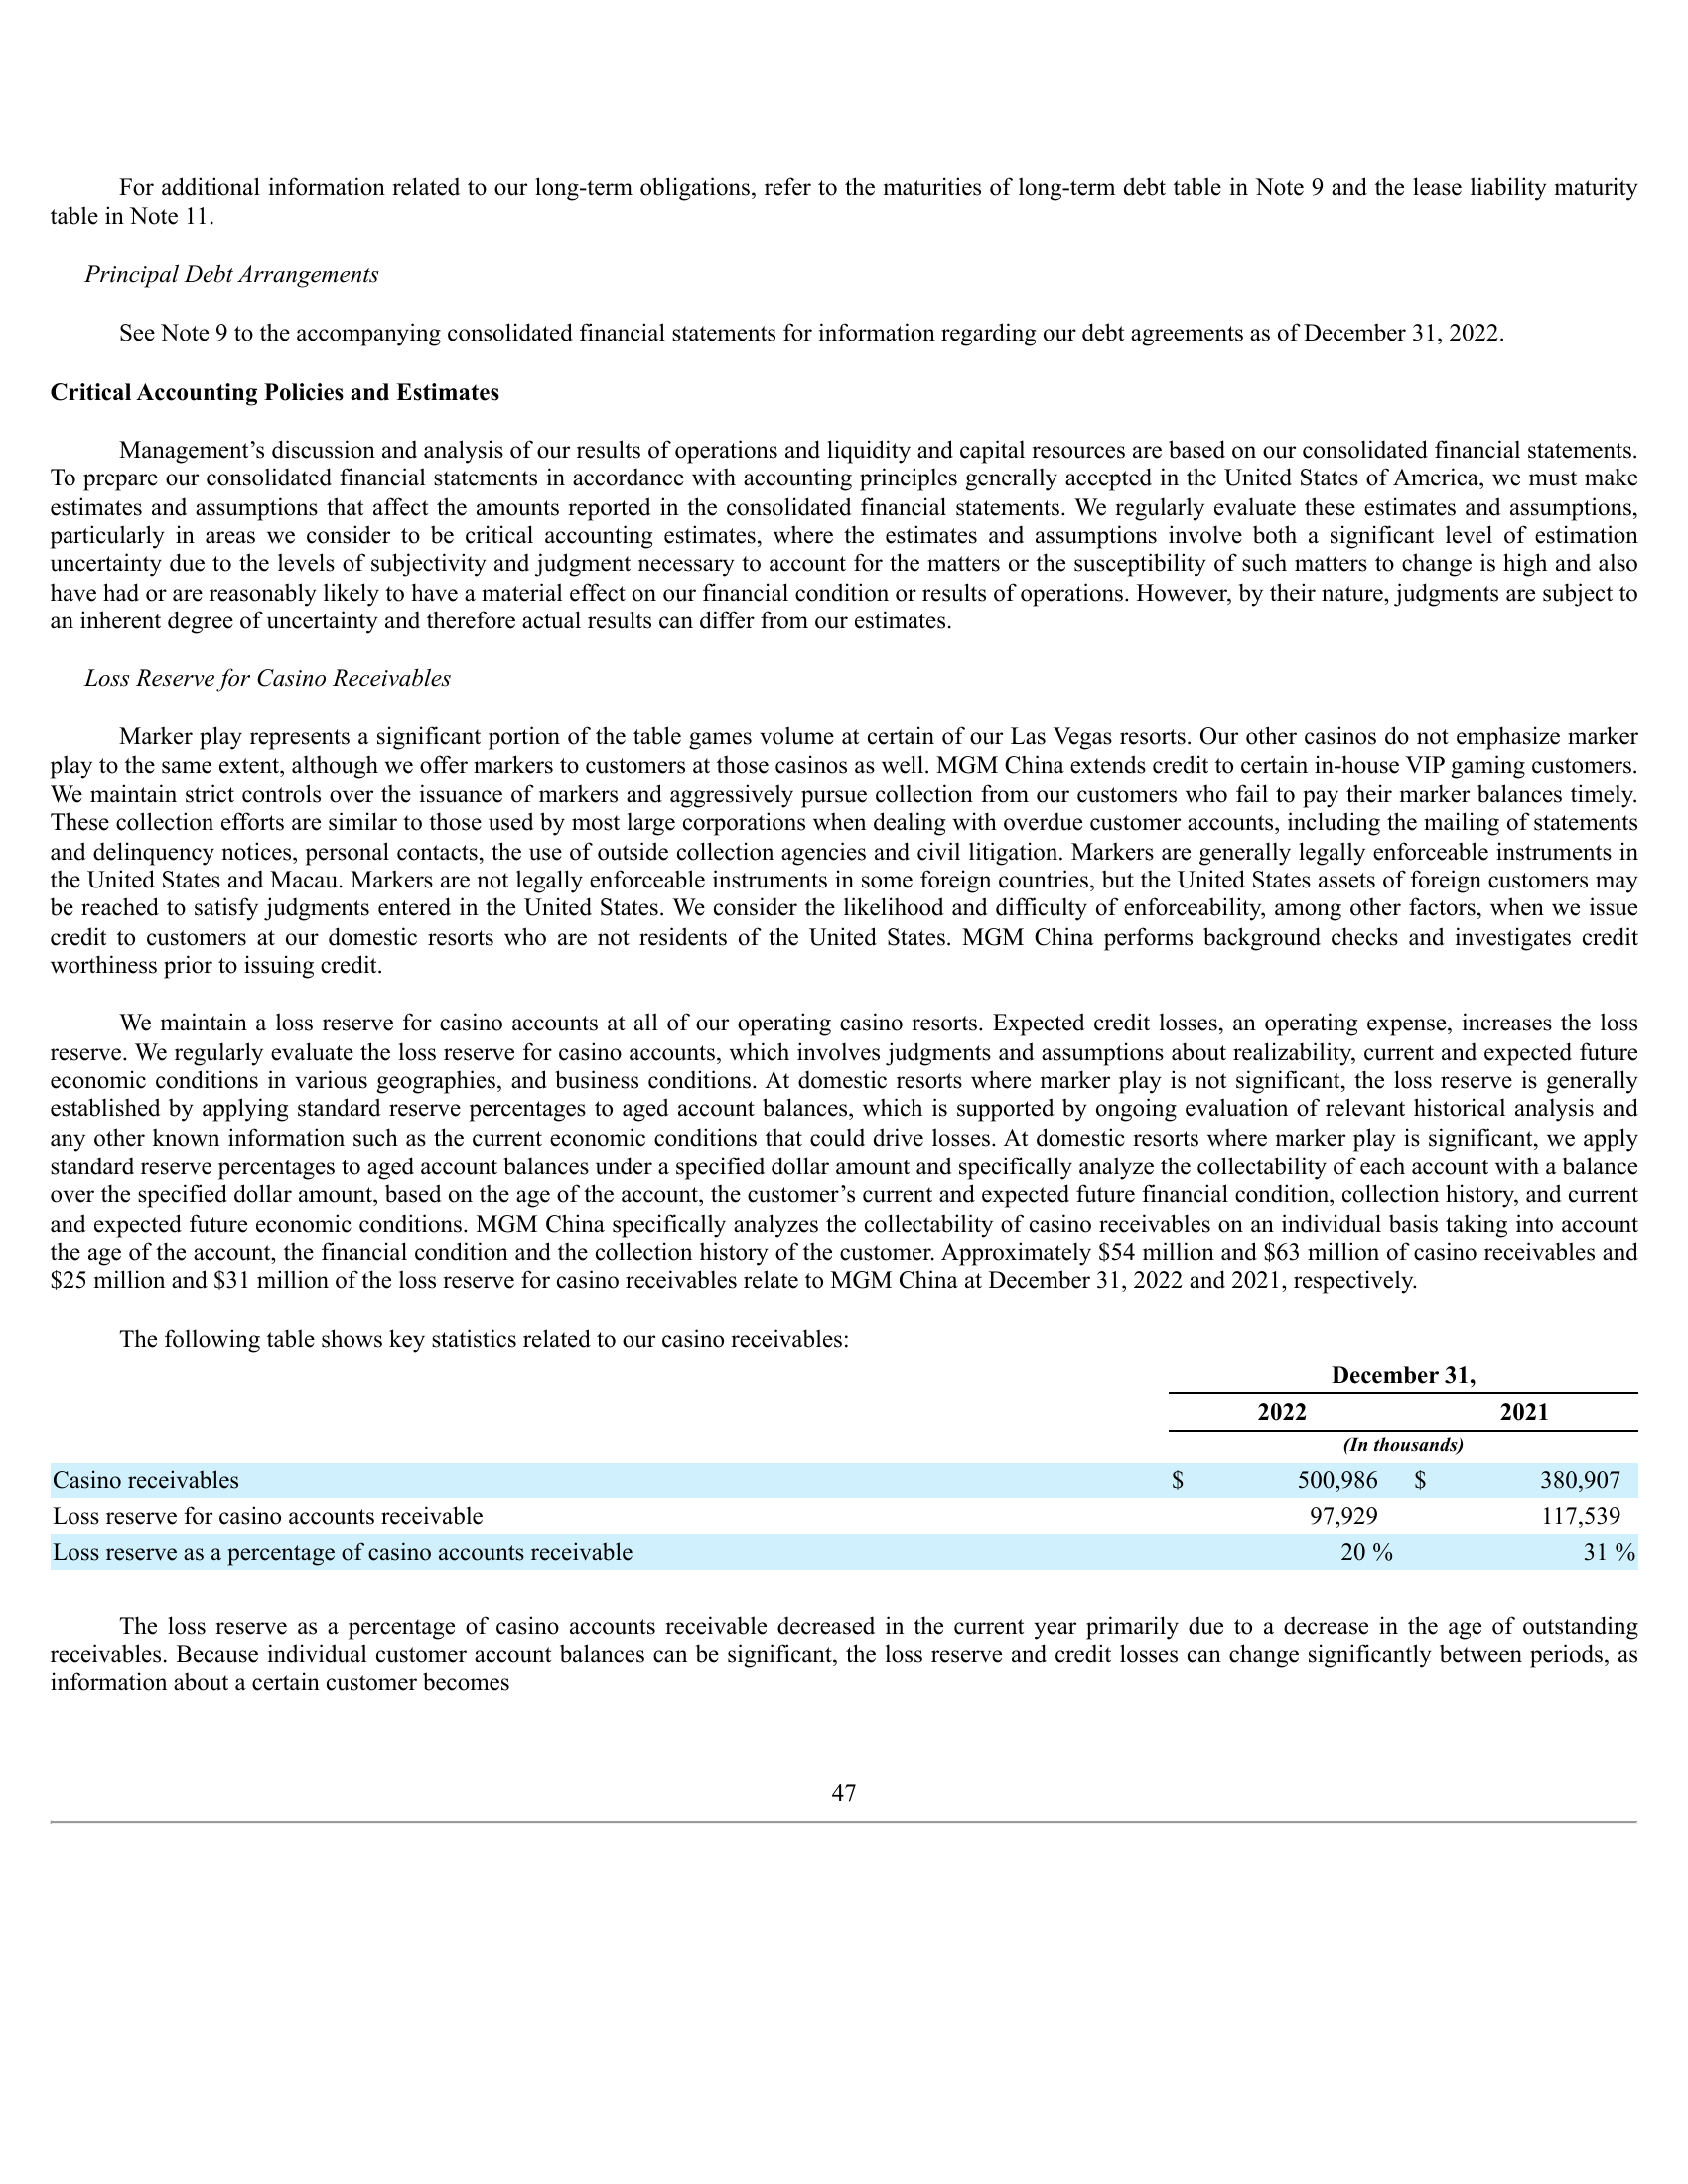 For additional information related to our long-term obligations, refer to the maturities of long-term debt table in Note 9 and the lease liability maturity
table in Note 11.
Principal Debt Arrangements
See Note 9 to the accompanying consolidated financial statements for information regarding our debt agreements as of December 31, 2022.
Critical Accounting Policies and Estimates
Management’s discussion and analysis of our results of operations and liquidity and capital resources are based on our consolidated financial statements.
To prepare our consolidated financial statements in accordance with accounting principles generally accepted in the United States of America, we must make
estimates and assumptions that affect the amounts reported in the consolidated financial statements. We regularly evaluate these estimates and assumptions,
particularly in areas we consider to be critical accounting estimates, where the estimates and assumptions involve both a significant level of estimation
uncertainty due to the levels of subjectivity and judgment necessary to account for the matters or the susceptibility of such matters to change is high and also
have had or are reasonably likely to have a material effect on our financial condition or results of operations. However, by their nature, judgments are subject to
an inherent degree of uncertainty and therefore actual results can differ from our estimates.
Loss Reserve for Casino Receivables
Marker play represents a significant portion of the table games volume at certain of our Las Vegas resorts. Our other casinos do not emphasize marker
play to the same extent, although we offer markers to customers at those casinos as well. MGM China extends credit to certain in-house VIP gaming customers.
We maintain strict controls over the issuance of markers and aggressively pursue collection from our customers who fail to pay their marker balances timely.
These collection efforts are similar to those used by most large corporations when dealing with overdue customer accounts, including the mailing of statements
and delinquency notices, personal contacts, the use of outside collection agencies and civil litigation. Markers are generally legally enforceable instruments in
the United States and Macau. Markers are not legally enforceable instruments in some foreign countries, but the United States assets of foreign customers may
be reached to satisfy judgments entered in the United States. We consider the likelihood and difficulty of enforceability, among other factors, when we issue
credit to customers at our domestic resorts who are not residents of the United States. MGM China performs background checks and investigates credit
worthiness prior to issuing credit.
We maintain a loss reserve for casino accounts at all of our operating casino resorts. Expected credit losses, an operating expense, increases the loss
reserve. We regularly evaluate the loss reserve for casino accounts, which involves judgments and assumptions about realizability, current and expected future
economic conditions in various geographies, and business conditions. At domestic resorts where marker play is not significant, the loss reserve is generally
established by applying standard reserve percentages to aged account balances, which is supported by ongoing evaluation of relevant historical analysis and
any other known information such as the current economic conditions that could drive losses. At domestic resorts where marker play is significant, we apply
standard reserve percentages to aged account balances under a specified dollar amount and specifically analyze the collectability of each account with a balance
over the specified dollar amount, based on the age of the account, the customer’s current and expected future financial condition, collection history, and current
and expected future economic conditions. MGM China specifically analyzes the collectability of casino receivables on an individual basis taking into account
the age of the account, the financial condition and the collection history of the customer. Approximately $54 million and $63 million of casino receivables and
$25 million and $31 million of the loss reserve for casino receivables relate to MGM China at December 31, 2022 and 2021, respectively.
The following table shows key statistics related to our casino receivables:
December 31,
2022 2021
(In thousands)
Casino receivables $ 500,986 $ 380,907
Loss reserve for casino accounts receivable 97,929 117,539
Loss reserve as a percentage of casino accounts receivable 20 % 31 %
The loss reserve as a percentage of casino accounts receivable decreased in the current year primarily due to a decrease in the age of outstanding
receivables. Because individual customer account balances can be significant, the loss reserve and credit losses can change significantly between periods, as
information about a certain customer becomes
47